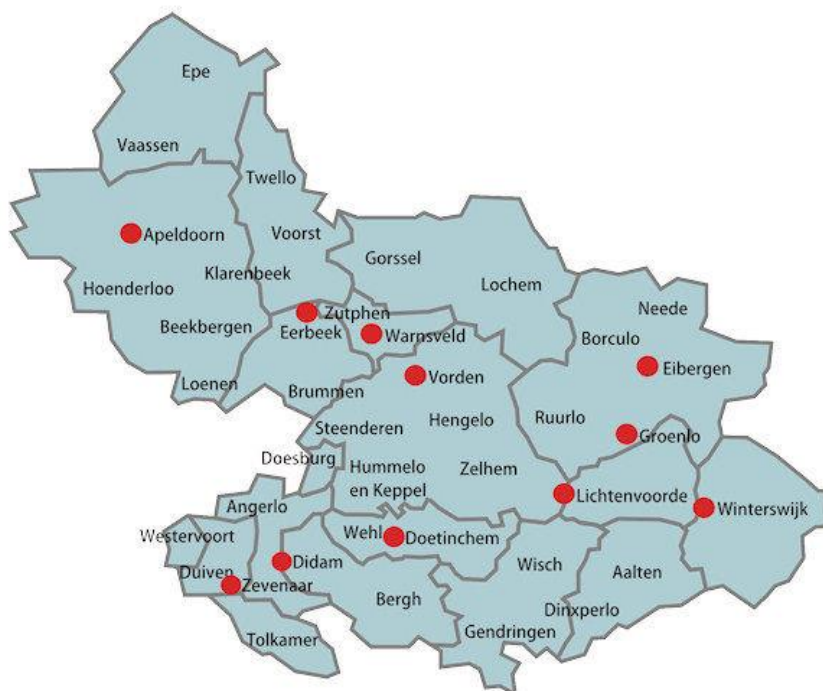 Epe
Vaassen
Twello
Apeldoorn
Voorst
Gorssel
Klarenbeek
Hoenderloo
Lochem
Neede
Zutphen
Beekbergen
Eerbeek
Warnsveld
Borculo
Eibergen
Loenen
Vorden
Brummen
Hengelo
Ruurlo
Steenderen
Groenlo
Doesburg
Hummelo
en Keppel
Zelhem
Lichtenvoorde
Angerlo
Winterswijk
Westervoort
Wehl
Doetinchem
Didam
Wisch
Duiven
Zevenaar
Aalten
Bergh
Dinxperlo
Tolkamer
Gendringen